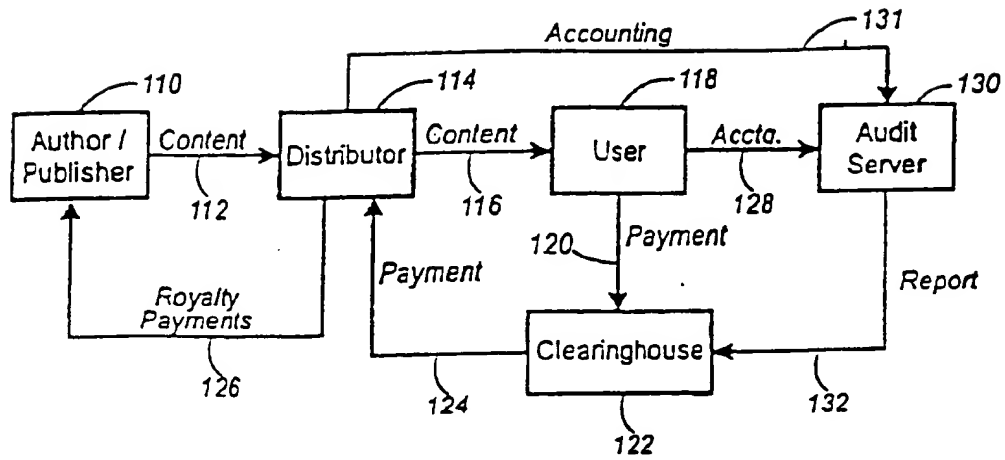 Accounting
131
110
114
118
130
Author /
Publisher
Content
Distributor
Content
User
Accta.
Audit
Server
112
116
128
120
Payment
Payment
Report
Royalty
Payments
Clearinghouse
126
124
132
122